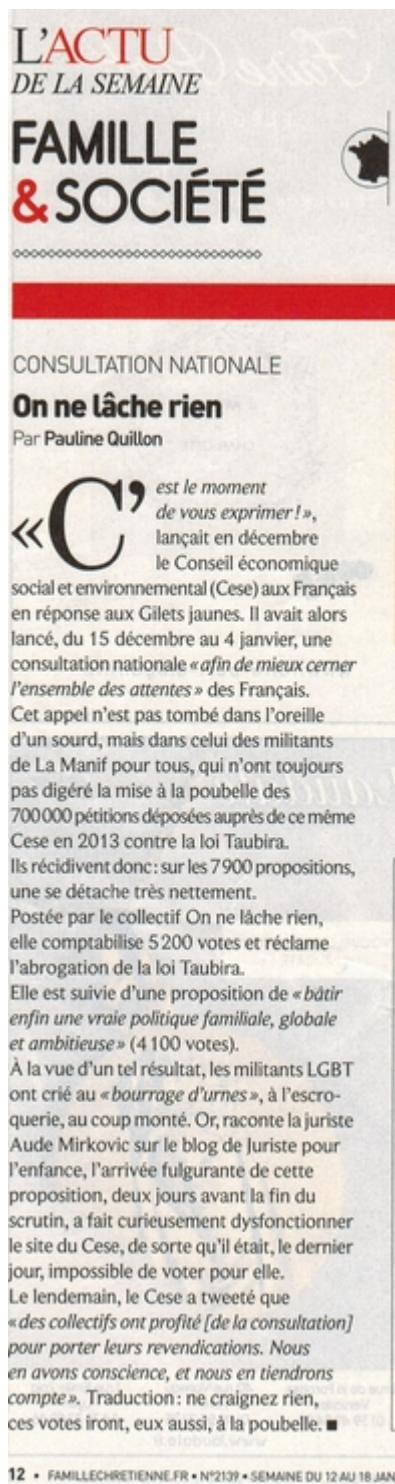 L'ACTU
DE LA SEMAINE
FAMILLE
& SOCIÉTÉ
CONSULTATION NATIONALE
On ne lâche rien
Par Pauline Quillon
« C'est le moment
de vous exprimer ! »,
lançait en décembre
le Conseil économique
social et environnemental (Cese) aux Français
en réponse aux Gilets jaunes. Il avait alors
lancé, du 15 décembre au 4 janvier, une
consultation nationale « afin de mieux cerner
l'ensemble des attentes » des Français.
Cet appel n'est pas tombé dans l'oreille
d'un sourd, mais dans celui des militants
de La Manif pour tous, qui n'ont toujours
pas digéré la mise à la poubelle des
700 000 pétitions déposées auprès de ce même
Cese en 2013 contre la loi Taubira.
Ils récidivent donc : sur les 7 900 propositions,
une se détache très nettement.
Postée par le collectif On ne lâche rien,
elle comptabilise 5 200 votes et réclame
l'abrogation de la loi Taubira.
Elle est suivie d'une proposition de « bâtir
enfin une vraie politique familiale, globale
et ambitieuse » (4 100 votes).
À la vue d'un tel résultat, les militants LGBT
ont crié au « bourrage d'urnes », à l'escro-
querie, au coup monté. Or, raconte la juriste
Aude Mirkovic sur le blog de Juriste pour
l'enfance, l'arrivée fulgurante de cette
proposition, deux jours avant la fin du
scrutin, a fait curieusement dysfonctionner
le site du Cese, de sorte qu'il était, le dernier
jour, impossible de voter pour elle.
Le lendemain, le Cese a tweeté que
« des collectifs ont profité [de la consultation]
pour porter leurs revendications. Nous
en avons conscience, et nous en tiendrons
compte ». Traduction : ne craignez rien,
ces votes iront, eux aussi, à la poubelle. ■
12 • FAMILLECHRETIENNE.FR • N°2139 • SEMAINE DU 12 AU 18 JAN